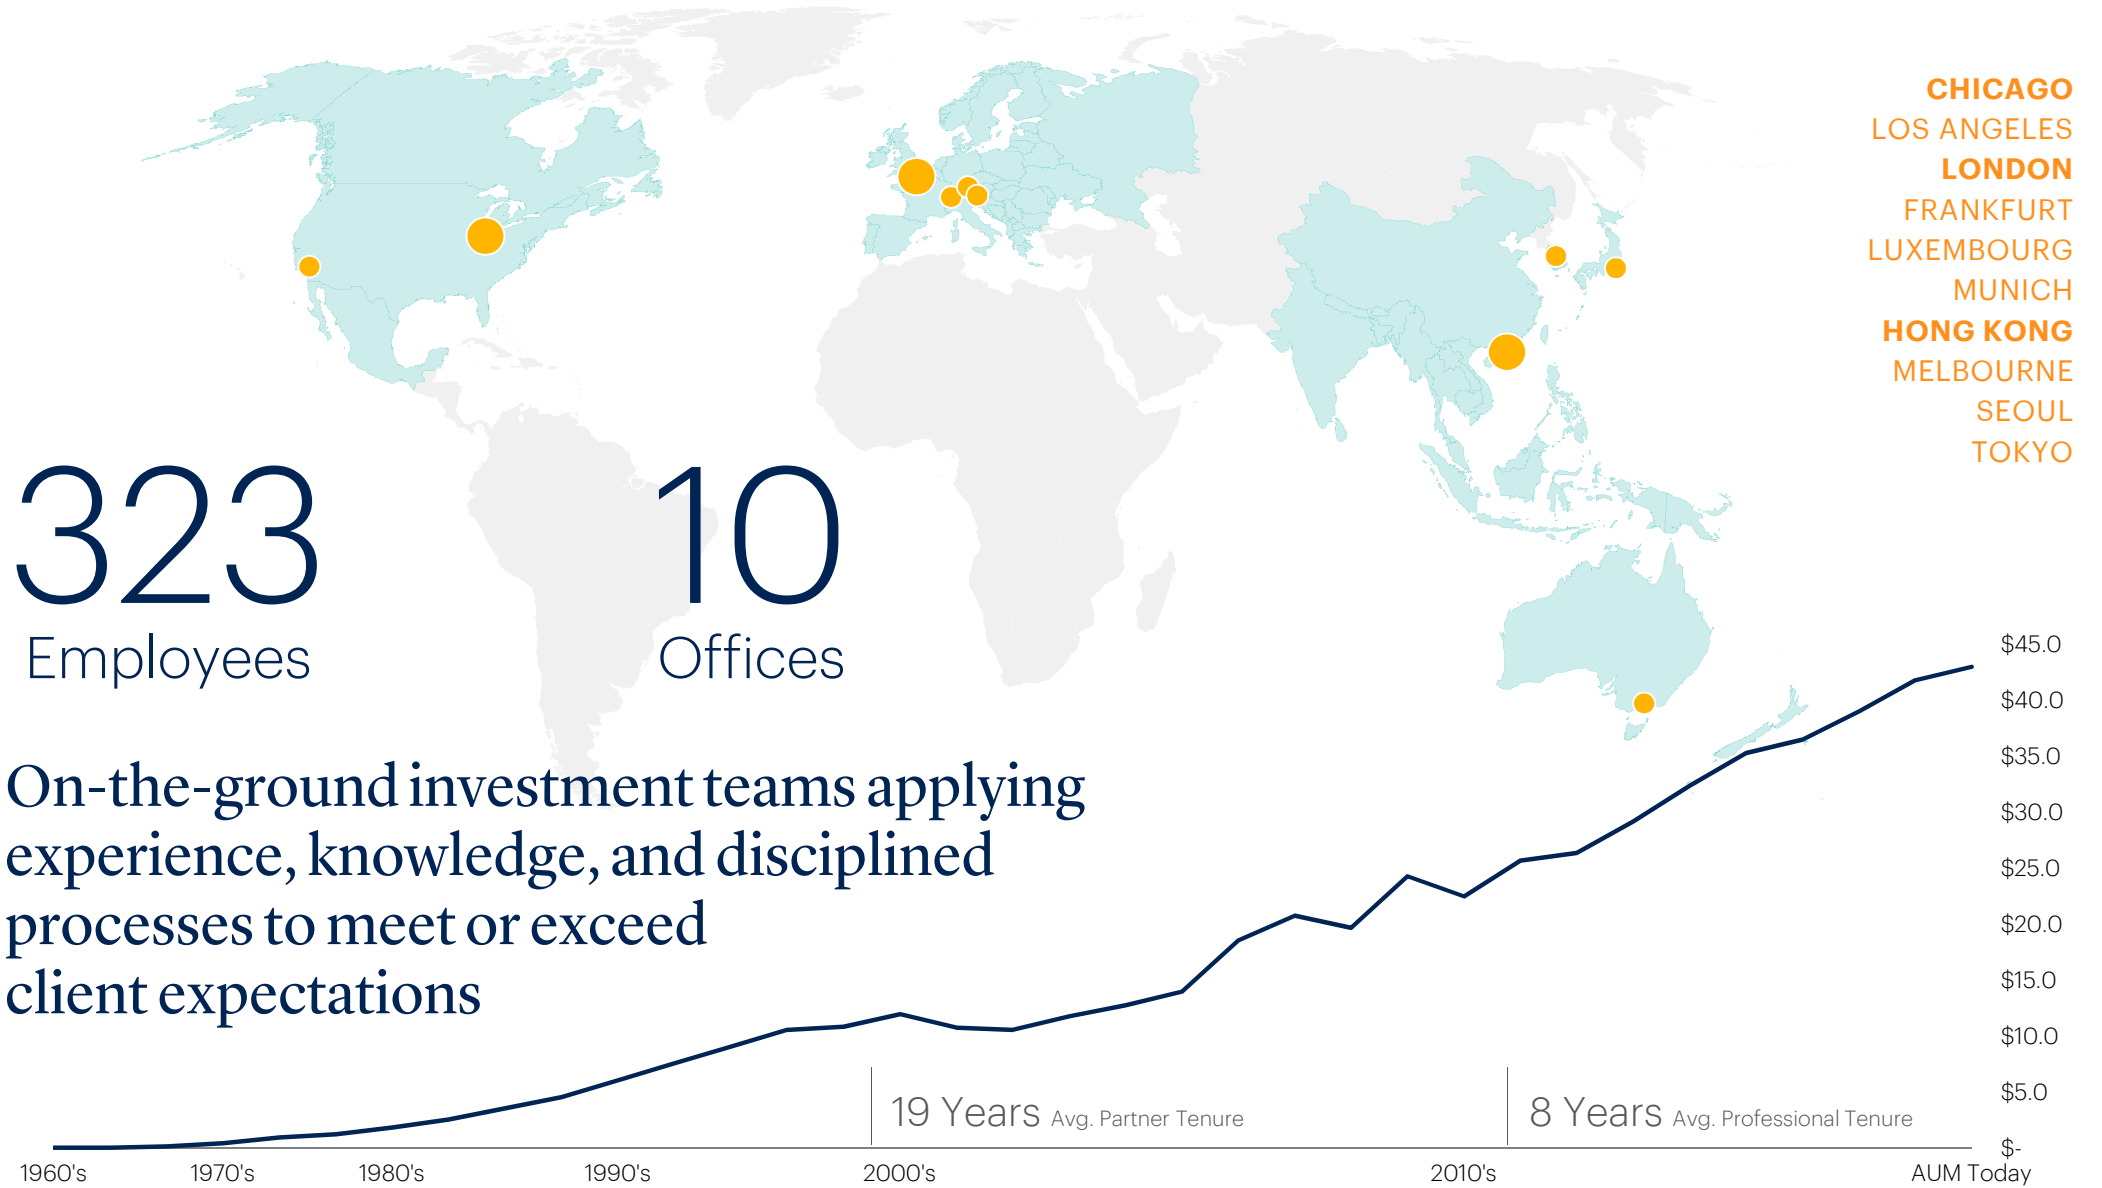 CHICAGO
LOS ANGELES
LONDON
FRANKFURT
LUXEMBOURG
MUNICH
HONG KONG
MELBOURNE
SEOUL
TOKYO
323
Employees
10
Offices
On-the-ground investment teams applying
experience, knowledge, and disciplined
processes to meet or exceed
client expectations
$45.0
$40.0
$35.0
$30.0
$25.0
$20.0
$15.0
$10.0
$5.0
$-
19 Years Avg. Partner Tenure
8 Years Avg. Professional Tenure
1960's 1970's 1980's 1990's 2000's 2010's AUM Today